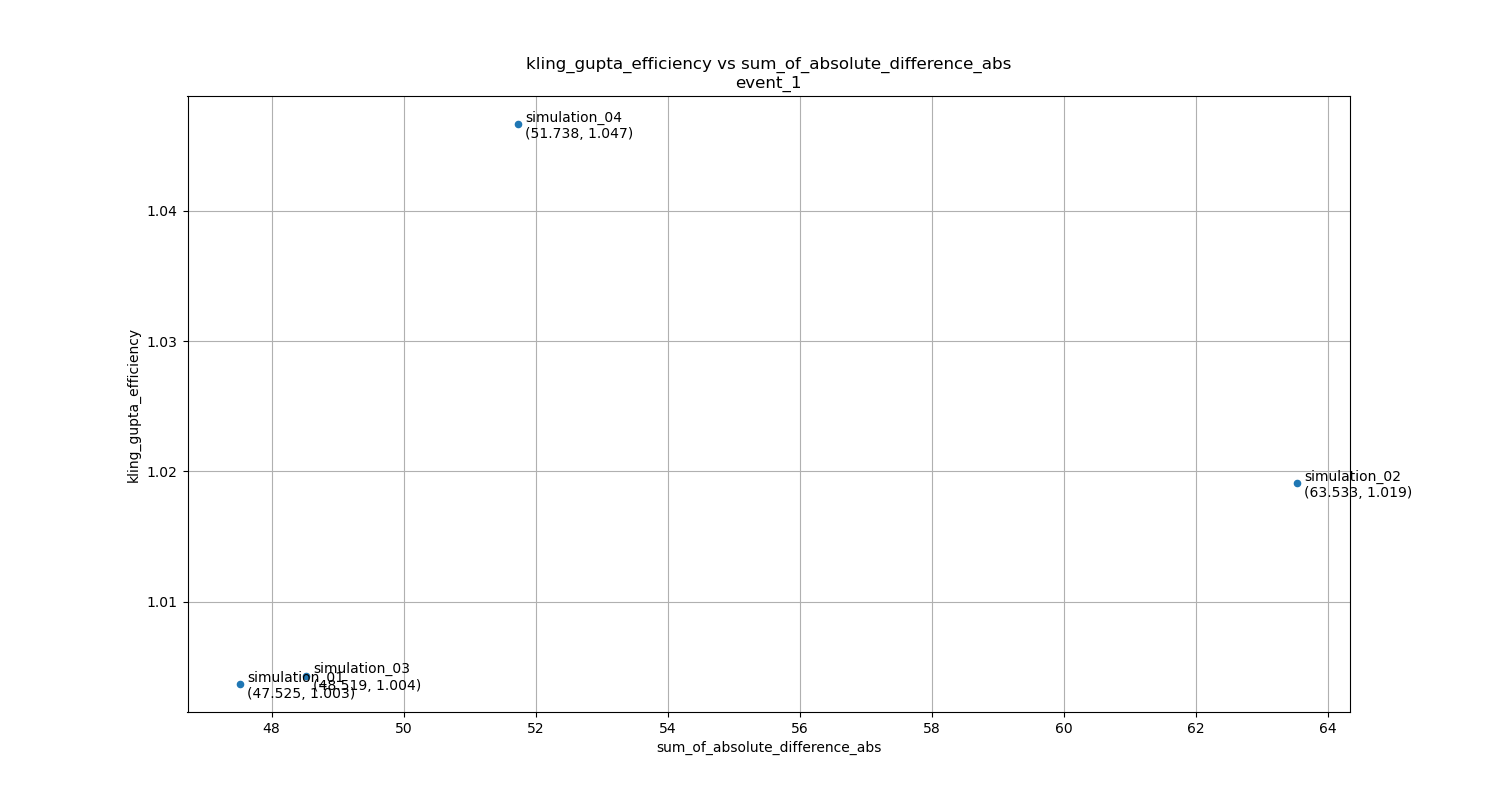 kling_gupta_efficiency vs sum_of_absolute_difference_abs
event_1
simulation_04
(51.738, 1.047)
1.04
1.03
kling_gupta_efficiency
1.02
simulation_02
(63.533, 1.019)
1.01
simulation_03
(48.519, 1.004)
simulation_01
(47.525, 1.003)
48
50
52
54
56
58
60
62
64
sum_of_absolute_difference_abs